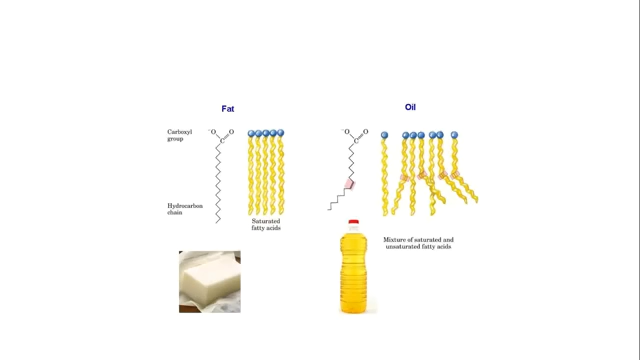 Fat
Oil
Carboxyl
group
⁻O
O
C
⁻O
O
C
Hydrocarbon
chain
Saturated
fatty acids
Mixture of saturated and
unsaturated fatty acids